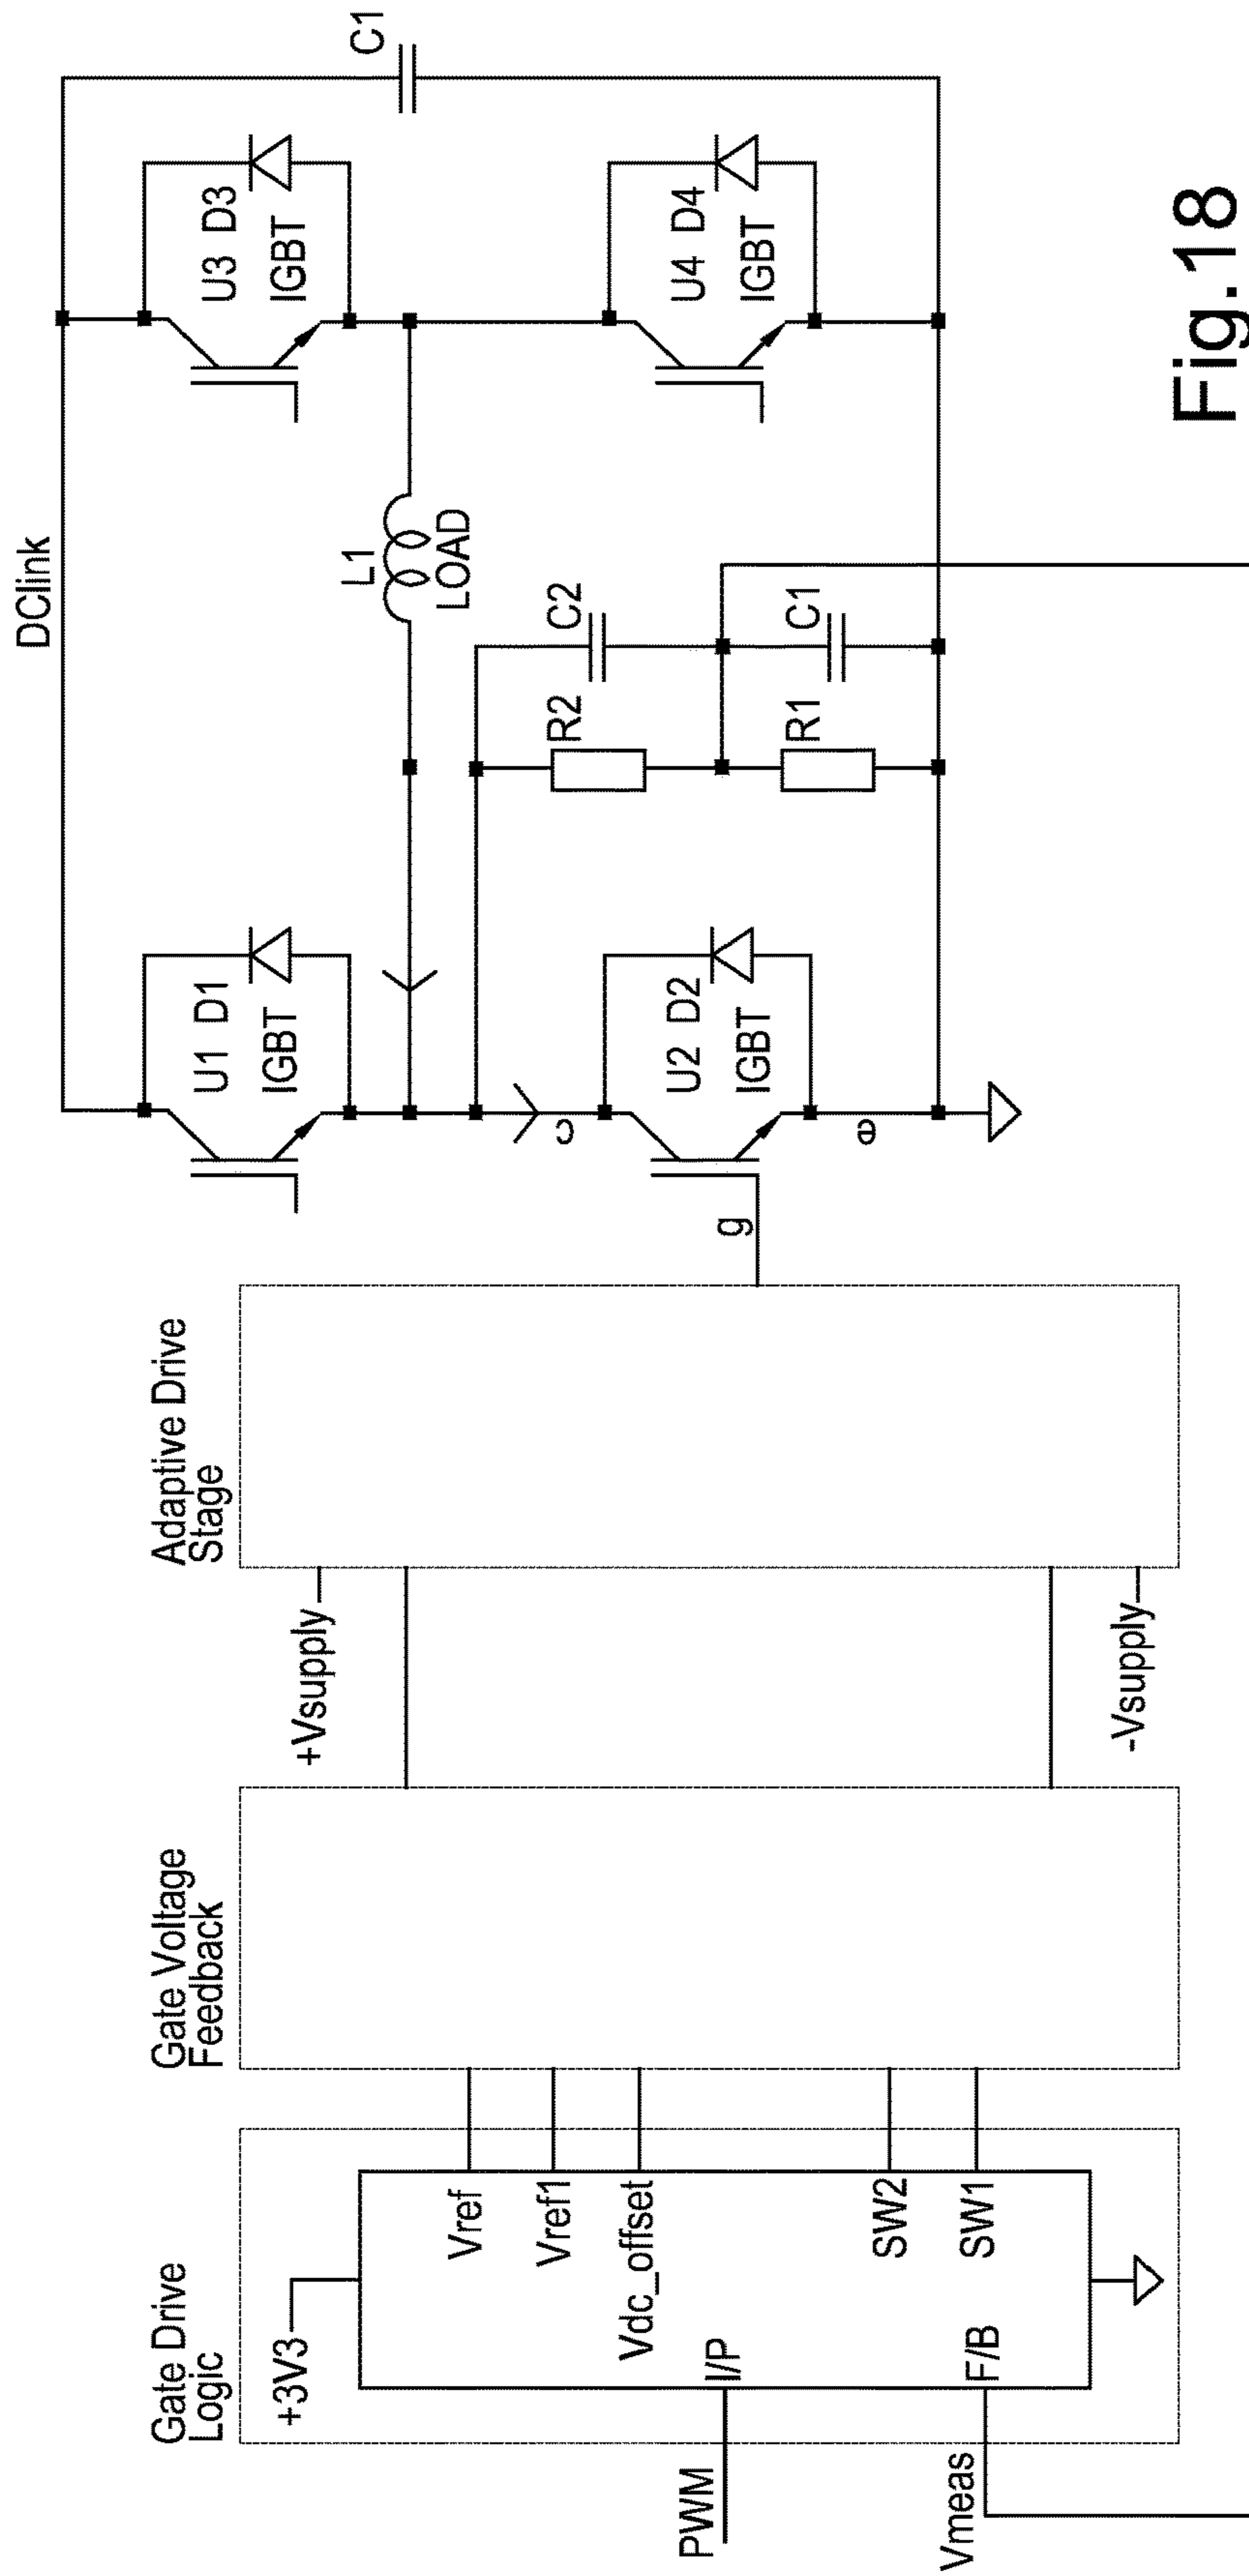 Gate Drive
Logic
+3V3
Vref
Vref1
Vdc_offset
I/P
SW2
SW1
F/B
PWM
Vmeas
Gate Voltage
Feedback
Adaptive Drive
Stage
+Vsupply
-Vsupply
g
c
e
DClink
U1 D1
IGBT
U2 D2
IGBT
L1
LOAD
R2
C2
R1
C1
U3 D3
IGBT
U4 D4
IGBT
C1
Fig.18